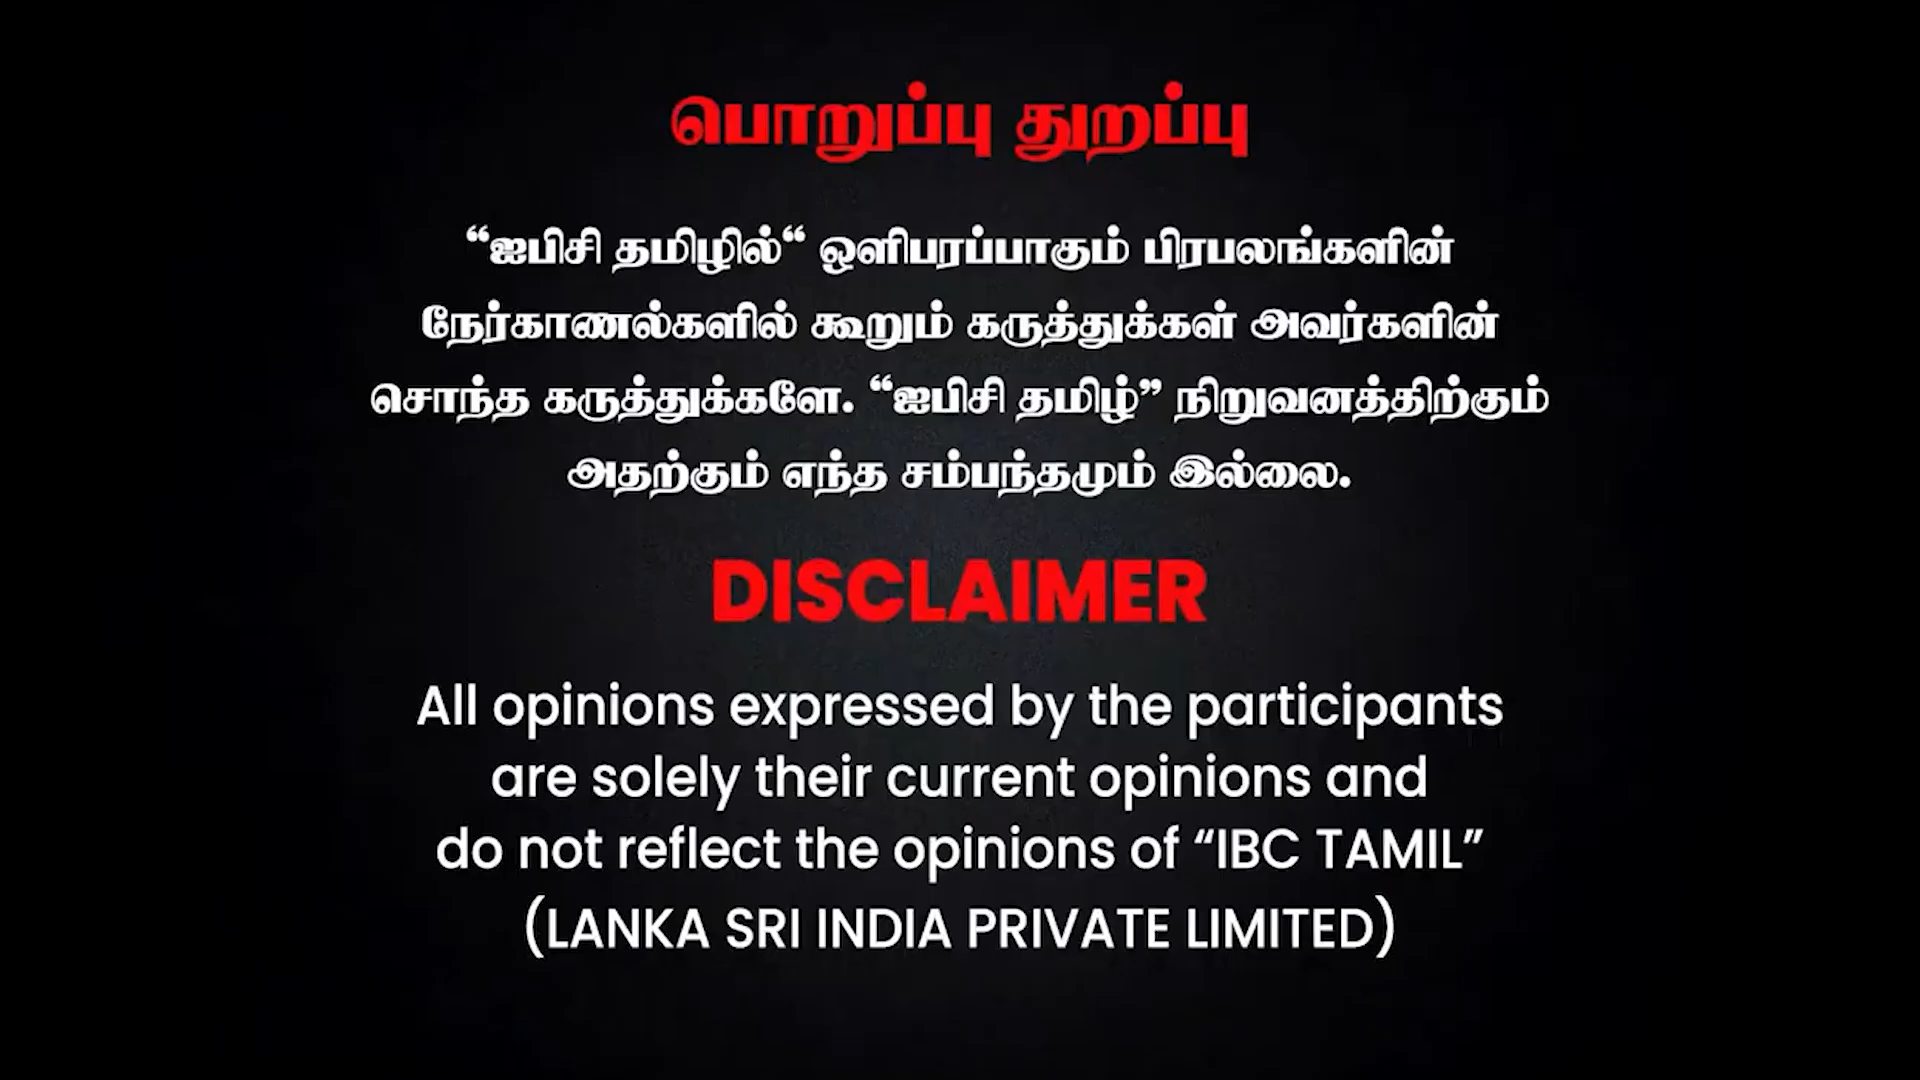 பொறுப்பு துறப்பு
“ஐபிசி தமிழில்“ ஒளிபரப்பாகும் பிரபலங்களின்
நேர்காணல்களில் கூறும் கருத்துக்கள் அவர்களின்
சொந்த கருத்துக்களே. “ஐபிசி தமிழ்” நிறுவனத்திற்கும்
அதற்கும் எந்த சம்பந்தமும் இல்லை.
DISCLAIMER
All opinions expressed by the participants
are solely their current opinions and
do not reflect the opinions of “IBC TAMIL”
(LANKA SRI INDIA PRIVATE LIMITED)